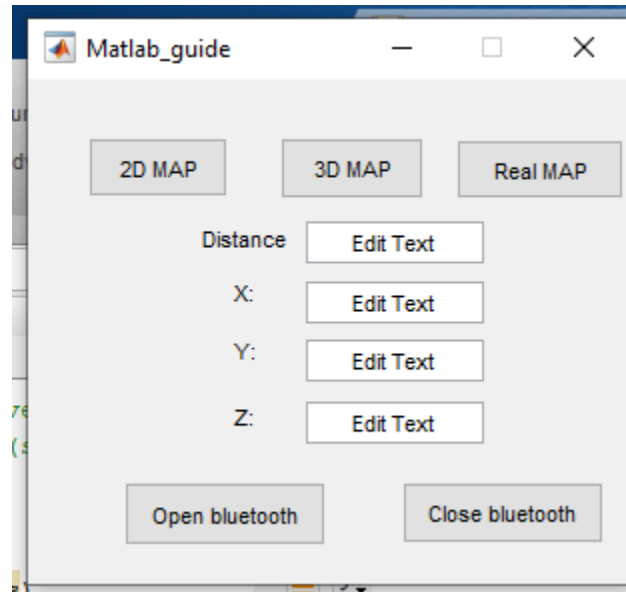 Matlab_guide
2D MAP
3D MAP
Real MAP
Distance
Edit Text
X:
Edit Text
Y:
Edit Text
Z:
Edit Text
Open bluetooth
Close bluetooth